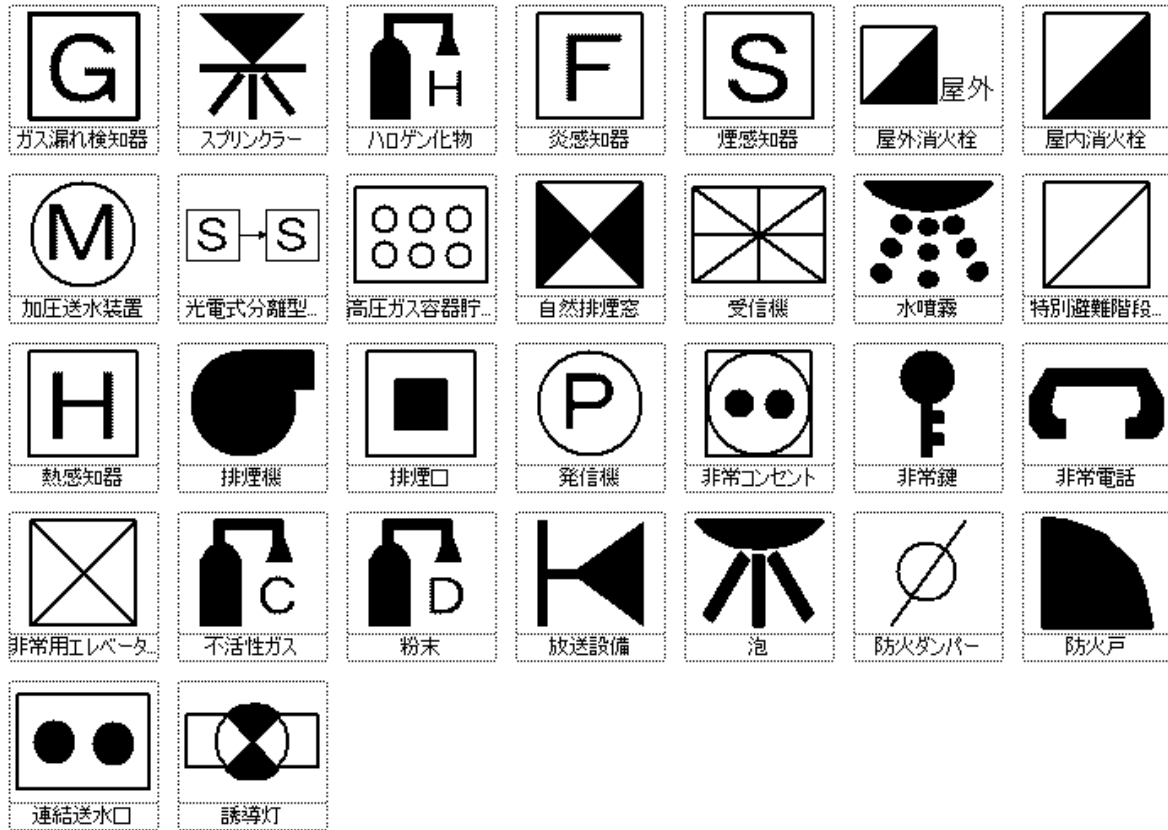 G
ガス漏れ検知器
スプリンクラー
H
ハロゲン化物
F
炎感知器
S
煙感知器
屋外
屋外消火栓
屋内消火栓
M
加圧送水装置
S S
光電式分離型...
高圧ガス容器貯...
自然排煙窓
受信機
水噴霧
特別避難階段...
H
熱感知器
排煙機
排煙口
P
発信機
非常コンセント
非常鍵
非常電話
非常用エレベータ...
C
不活性ガス
D
粉末
放送設備
泡
防火ダンパー
防火戸
連結送水口
誘導灯